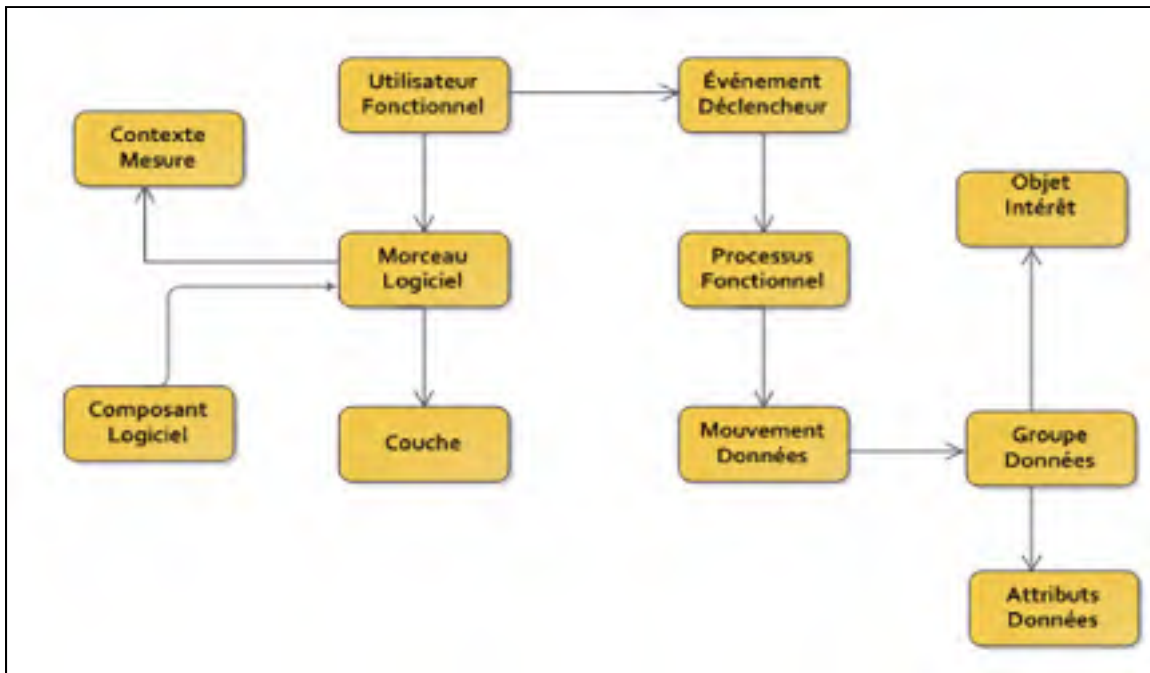 Utilisateur
Fonctionnel
Événement
Déclencheur
Contexte
Mesure
Objet
Intérêt
Morceau
Logiciel
Processus
Fonctionnel
Composant
Logiciel
Couche
Mouvement
Données
Groupe
Données
Attributs
Données